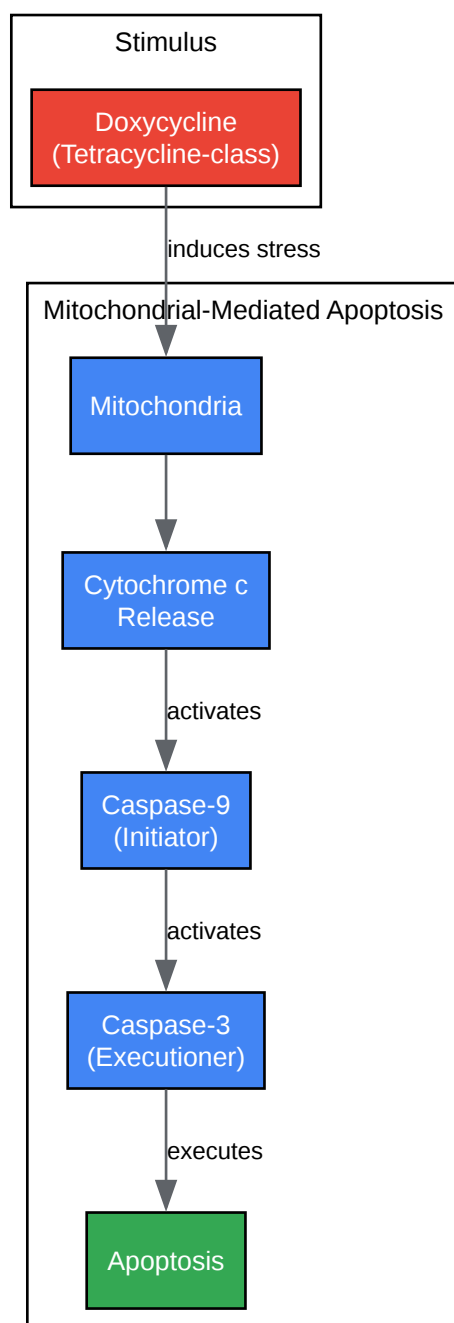 Stimulus
Doxycycline
(Tetracycline-class)
induces stress
Mitochondrial-Mediated Apoptosis
Mitochondria
Cytochrome c
Release
activates
Caspase-9
(Initiator)
activates
Caspase-3
(Executioner)
executes
Apoptosis